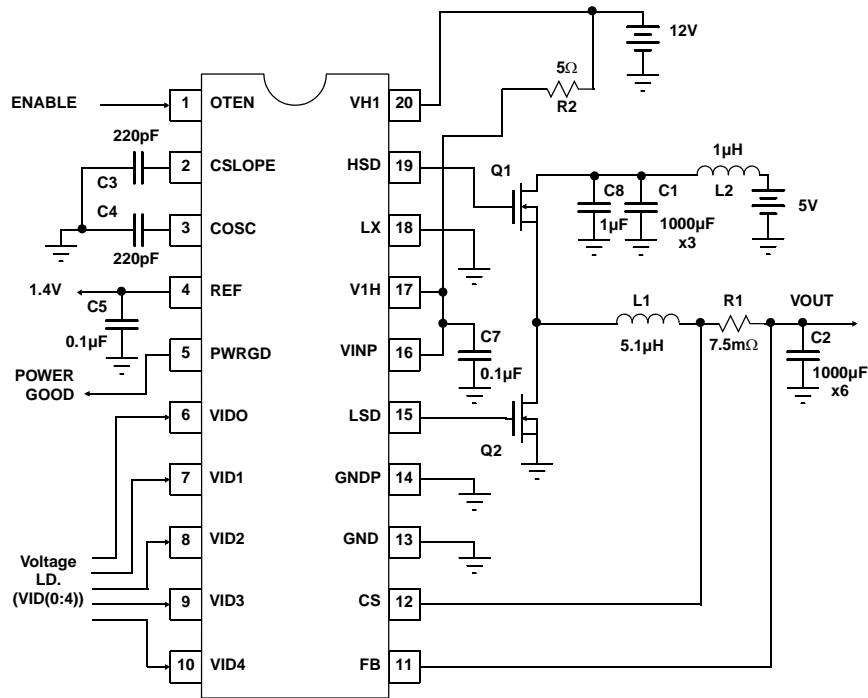 12V
5Ω
R2
ENABLE
1 OTEN
VH1 20
220pF
1µH
2 CSLOPE
HSD 19
Q1
C3
C8
C1
L2
C4
5V
3 COSC
LX 18
1µF
1000µF
x3
220pF
1.4V
4 REF
V1H 17
C5
L1
R1
VOUT
0.1µF
C7
5 PWRGD
VINP 16
0.1µF
5.1µH
7.5mΩ
C2
POWER
GOOD
1000µF
x6
6 VIDO
LSD 15
Q2
7 VID1
GNDP 14
8 VID2
GND 13
Voltage
I.D.
(VID(0:4))
9 VID3
CS 12
10 VID4
FB 11